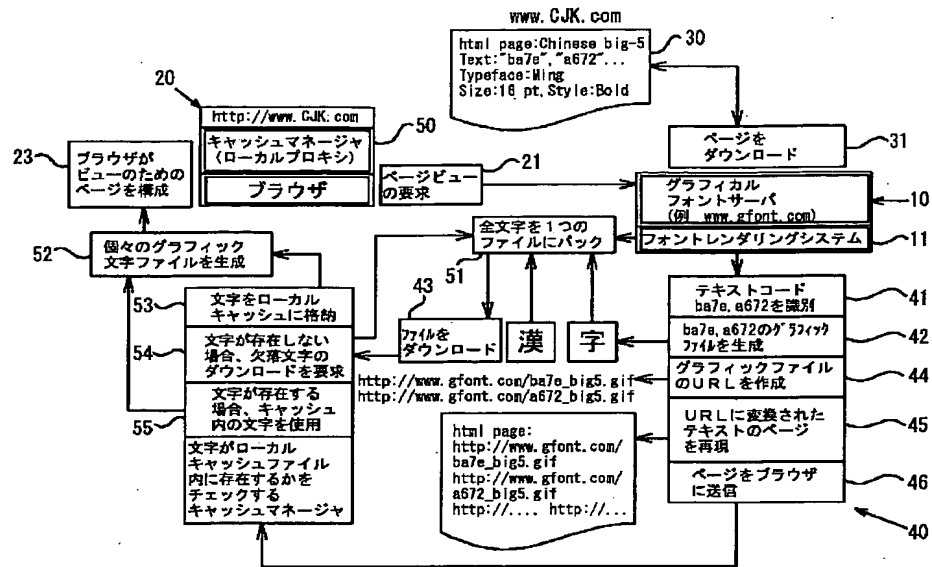 www.CJK.com
html page:Chinese big-5
Text:"ba7e","a672"...
Typeface:Ming
Size:16 pt,Style:Bold
30
20
http://www.CJK.com
キャッシュマネージャ
(ローカルプロキシ)
ブラウザ
50
23
ブラウザが
ビューのための
ページを構成
21
ページビュー
の要求
ページを
ダウンロード
31
グラフィカル
フォントサーバ
(例 www.gfont.com)
10
フォントレンダリングシステム
11
全文字を1つの
ファイルにパック
51
52
個々のグラフィック
文字ファイルを生成
53
文字をローカル
キャッシュに格納
54
文字が存在しない
場合、欠落文字の
ダウンロードを要求
55
文字が存在する
場合、キャッシュ
内の文字を使用
文字がローカル
キャッシュファイル
内に存在するかを
チェックする
キャッシュマネージャ
43
ファイルを
ダウンロード
漢
字
テキストコード
ba7e,a672を識別
41
ba7e,a672のグラフィック
ファイルを生成
42
グラフィックファイル
のURLを作成
44
URLに変換された
テキストのページ
を再現
45
ページをブラウザ
に送信
46
40
http://www.gfont.com/ba7e_big5.gif
http://www.gfont.com/a672_big5.gif
html page:
http://www.gfont.com/
ba7e_big5.gif
http://www.gfont.com/
a672_big5.gif
http://.... http://...